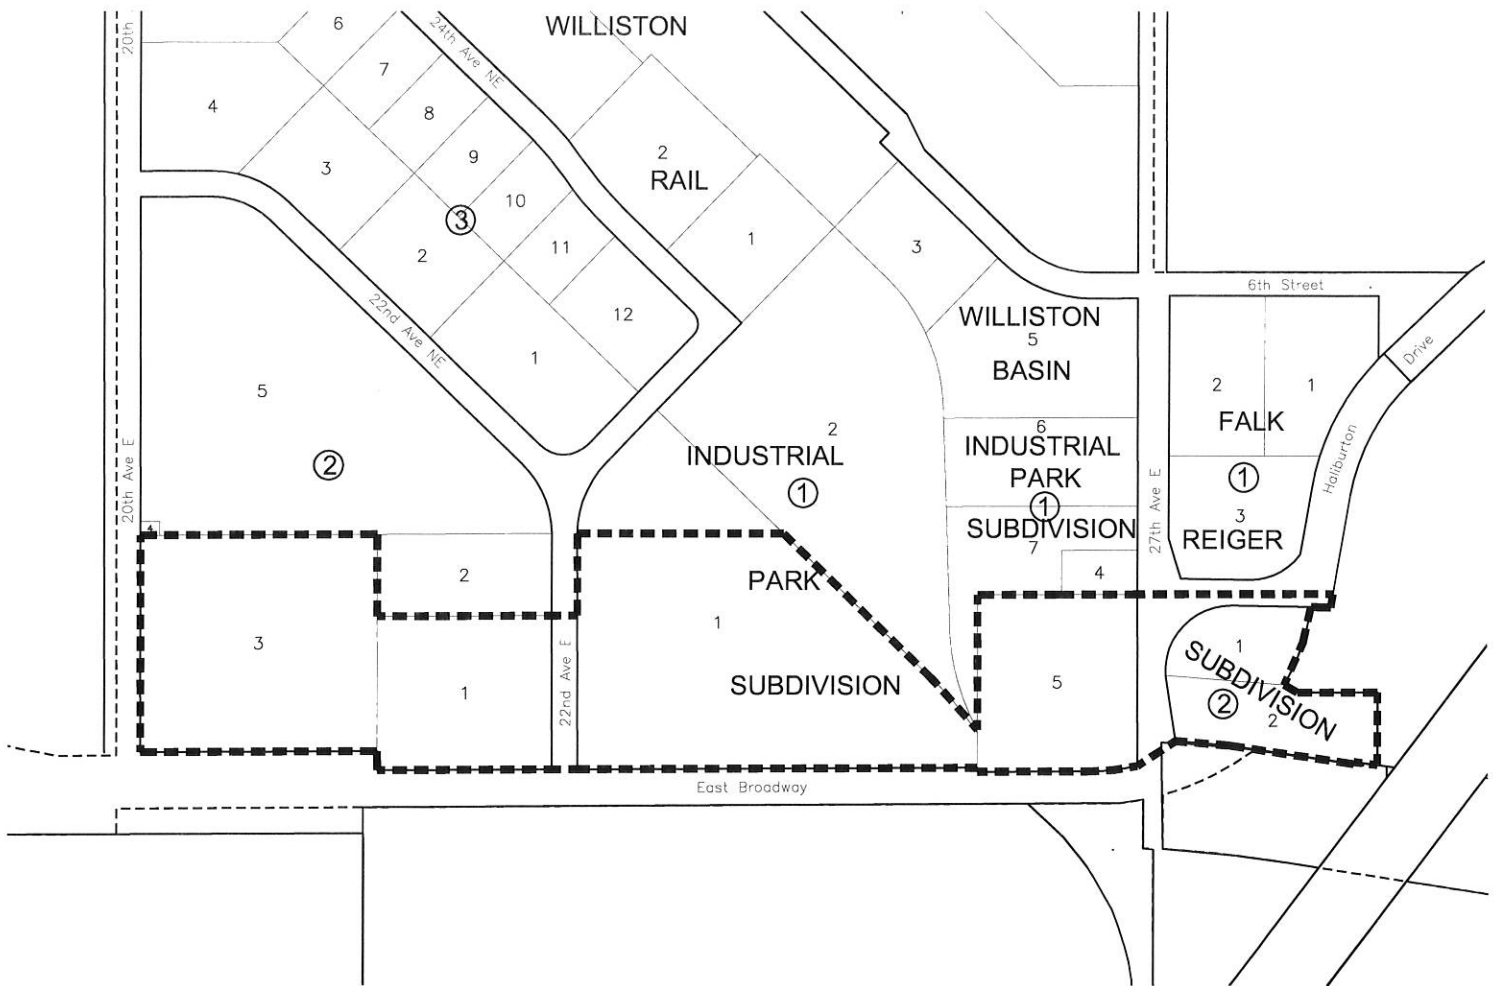 20th
6
24th Ave NE
WILLISTON
7
4
8
9
2
RAIL
3
10
3
11
1
3
2
12
6th Street
WILLISTON
5
BASIN
22nd Ave NE
1
Drive
5
2
1
FALK
2
6
INDUSTRIAL
INDUSTRIAL
PARK
Haliburton
2
1
1
1
20th Ave E
27th Ave E
3
REIGER
SUBDIVISION
7
4
2
4
PARK
3
1
1
SUBDIVISION
5
1
SUBDIVISION
2
2
22nd Ave E
East Broadway